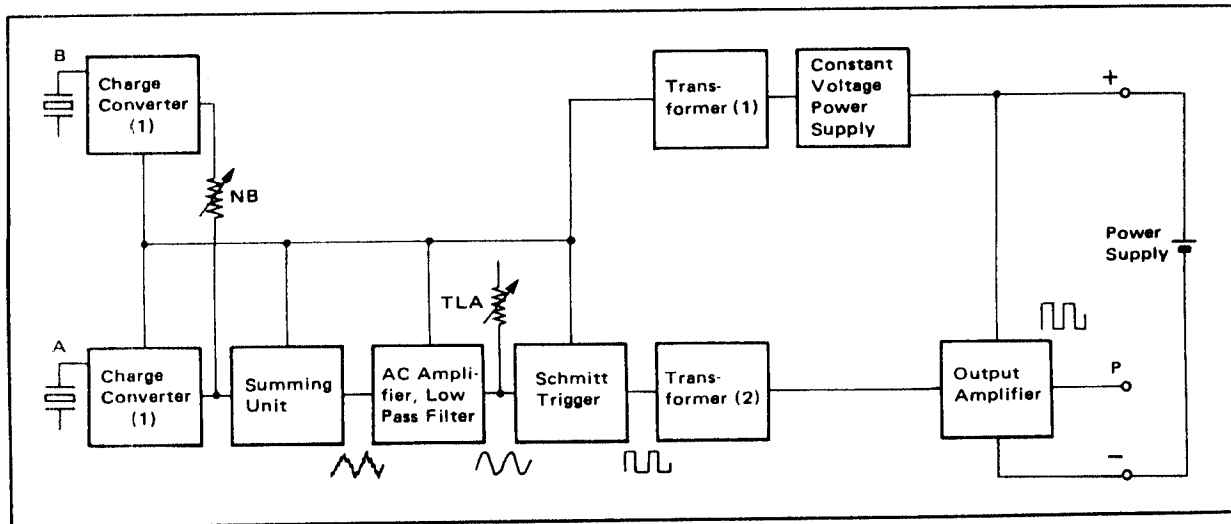 B
Charge
Converter
(1)
NB
Trans-
former (1)
Constant
Voltage
Power
Supply
+
Power
Supply
TLA
A
Charge
Converter
(1)
Summing
Unit
AC Ampli-
fier, Low
Pass Filter
Schmitt
Trigger
Trans-
former (2)
Output
Amplifier
P
−